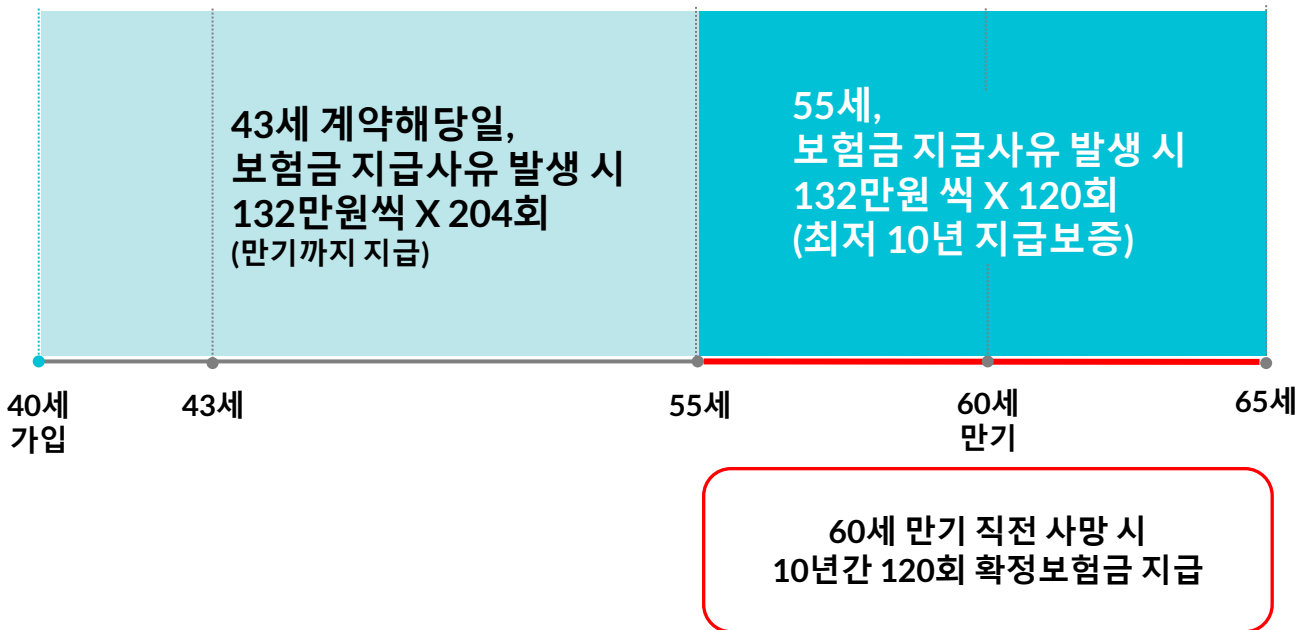 43세 계약해당일,
보험금 지급사유 발생 시
132만원씩 X 204회
(만기까지 지급)
55세,
보험금 지급사유 발생 시
132만원 씩 X 120회
(최저 10년 지급보증)
40세
가입
43세
55세
60세
만기
65세
60세 만기 직전 사망 시
10년간 120회 확정보험금 지급